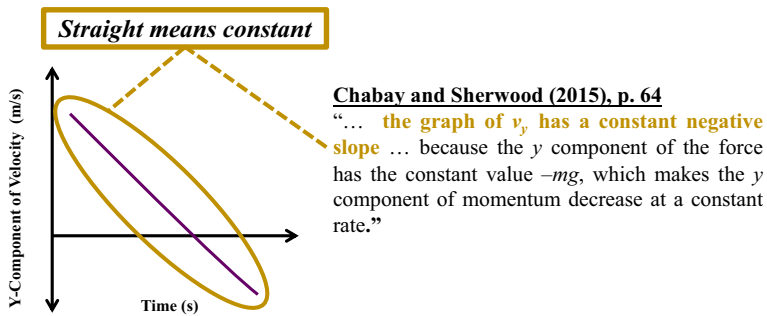 Straight means constant
Y-Component of Velocity (m/s)
Time (s)
Chabay and Sherwood (2015), p. 64
“… the graph of vy has a constant negative
slope … because the y component of the force
has the constant value –mg, which makes the y
component of momentum decrease at a constant
rate.”